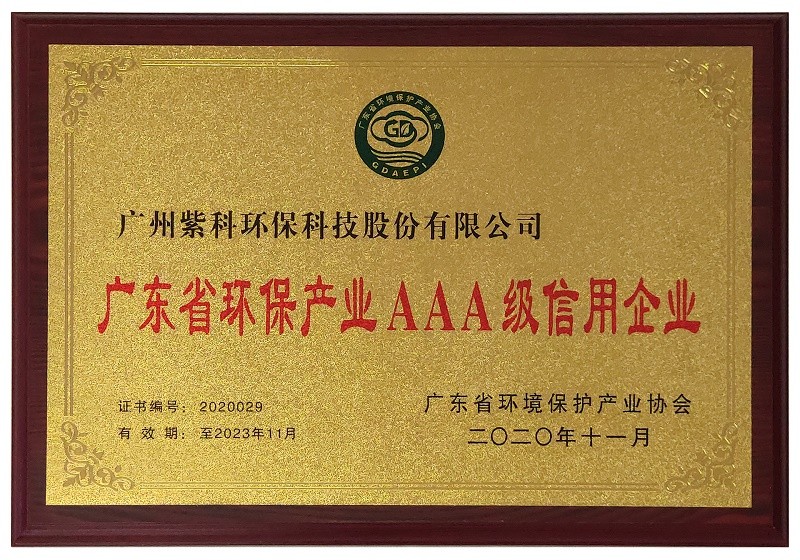 广东省环境保护产业协会
GD
GDAEPI
广州紫科环保科技股份有限公司
广东省环保产业AAA级信用企业
证书编号：2020029
有效期：至2023年11月
广东省环境保护产业协会
二〇二〇年十一月